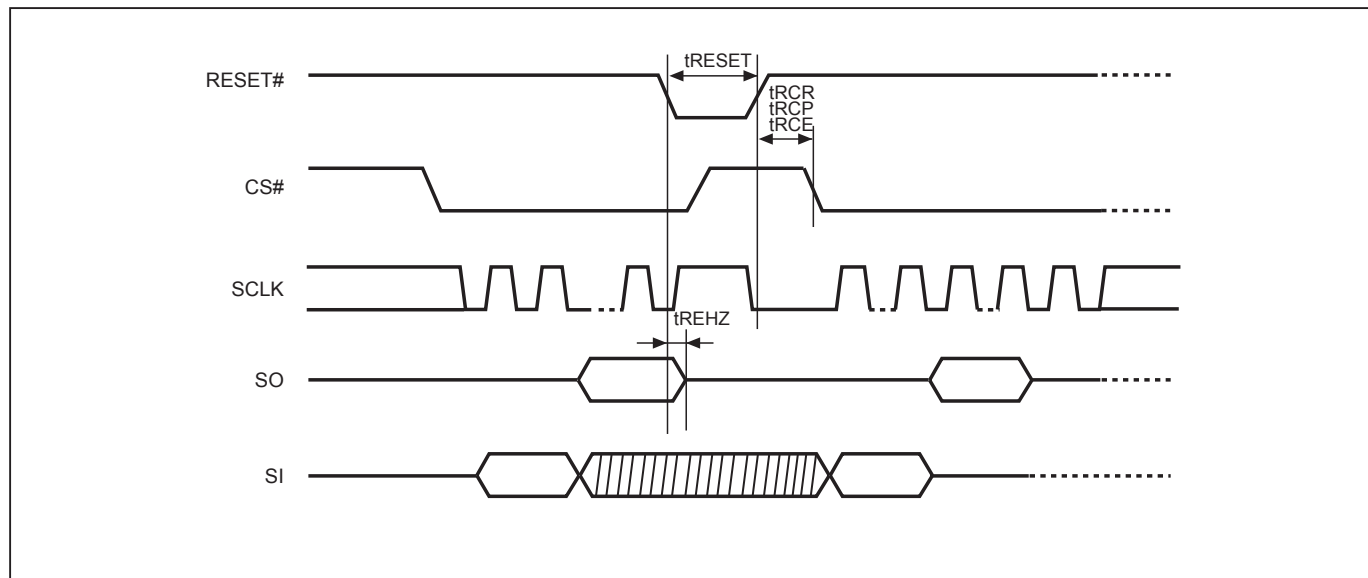 tRESET
RESET#
tRCR
tRCP
tRCE
CS#
SCLK
tREHZ
SO
SI